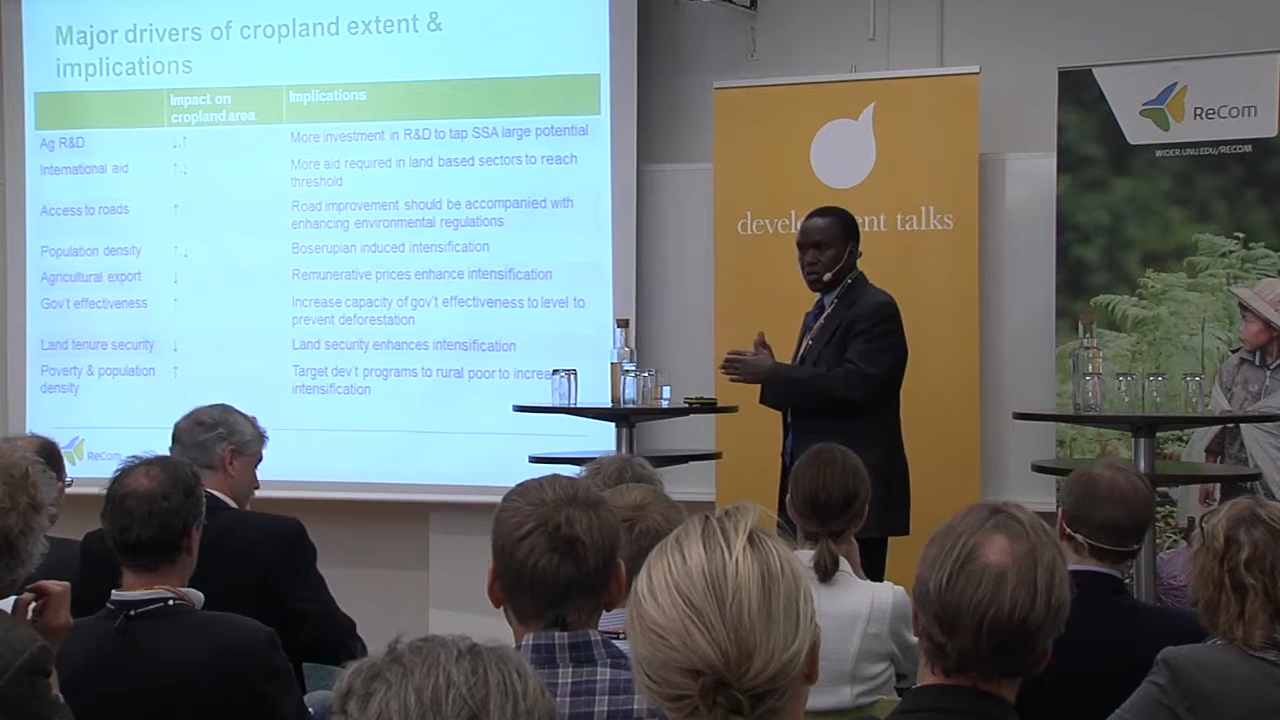 Major drivers of cropland extent &
implications
Impact on
cropland area
Implications
Ag R&D
↓↑
More investment in R&D to tap SSA large potential
International aid
↑↓
More aid required in land based sectors to reach
threshold
Access to roads
↑
Road improvement should be accompanied with
enhancing environmental regulations
Population density
↑↓
Boserupian induced intensification
Agricultural export
↓
Remunerative prices enhance intensification
Gov't effectiveness
↑
Increase capacity of gov't effectiveness to level to
prevent deforestation
Land tenure security
↓
Land security enhances intensification
Poverty & population
density
↑
Target dev't programs to rural poor to
intensification
ReCom
talks
ReCom
WIDER.UNU.EDU/RECOM